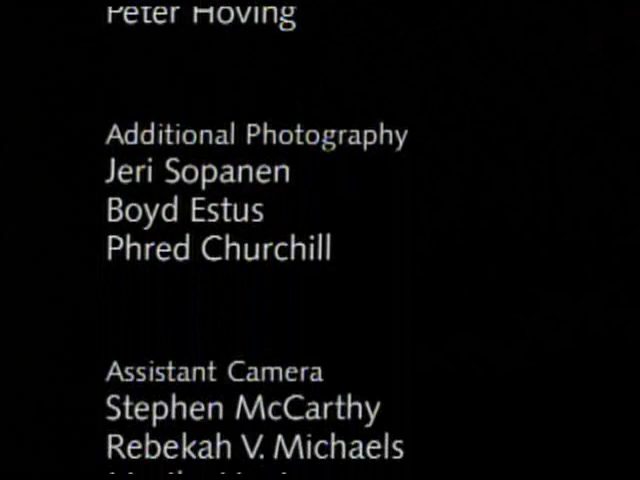 Peter Hoving
Additional Photography
Jeri Sopanen
Boyd Estus
Phred Churchill
Assistant Camera
Stephen McCarthy
Rebekah V. Michaels